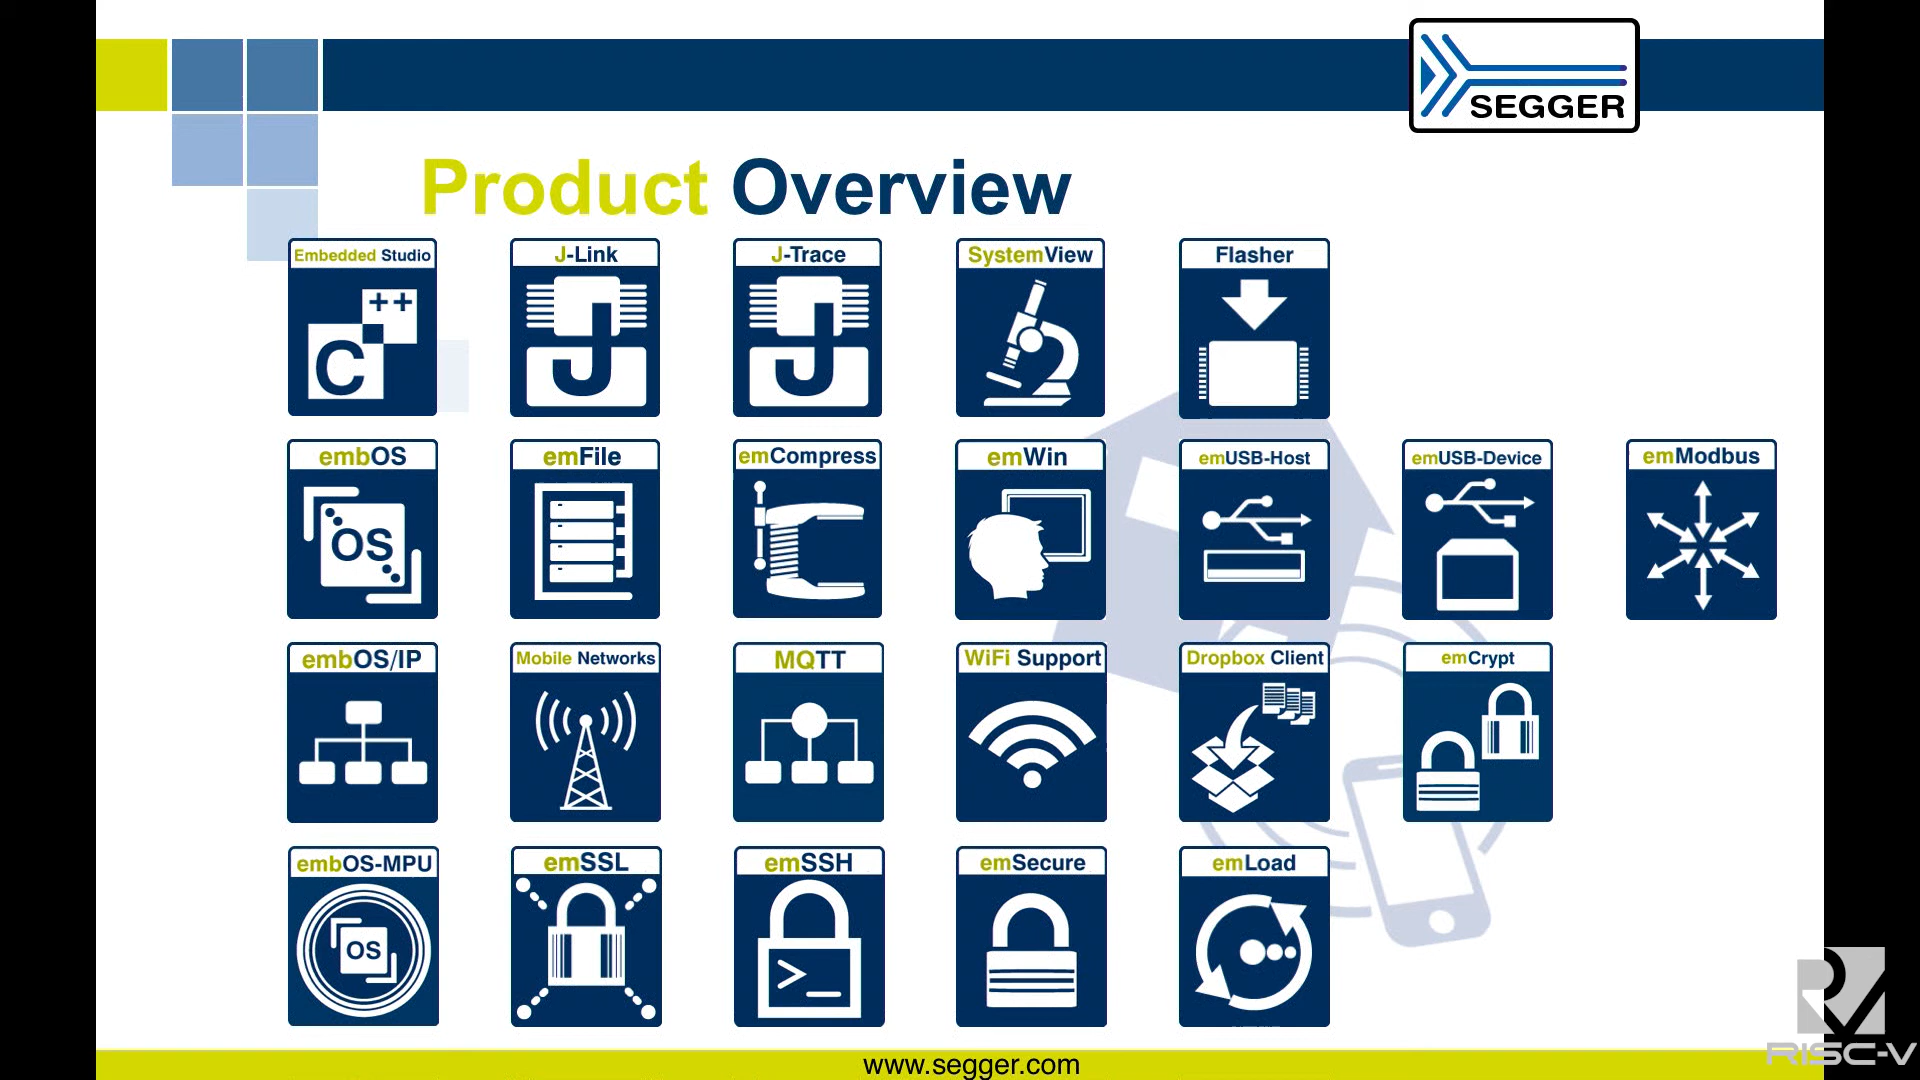 SEGGER
Product Overview
Embedded Studio
J-Link
J-Trace
SystemView
Flasher
++
C
J
J
embOS
emFile
emCompress
emWin
emUSB-Host
emUSB-Device
emModbus
OS
embOS/IP
Mobile Networks
MQTT
WiFi Support
Dropbox Client
emCrypt
embOS-MPU
emSSL
emSSH
emSecure
emLoad
OS
>_
www.segger.com
RISC-V